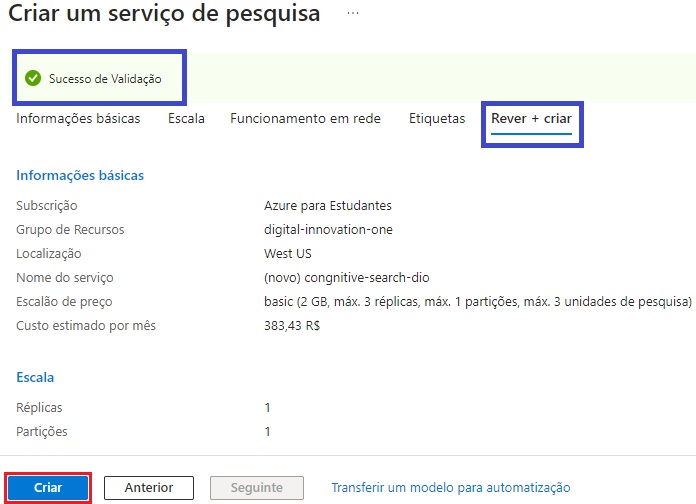 Criar um serviço de pesquisa ...
Sucesso de Validação
Informações básicas Escala Funcionamento em rede Etiquetas Rever + criar
Informações básicas
Subscrição Azure para Estudantes
Grupo de Recursos digital-innovation-one
Localização West US
Nome do serviço (novo) congnitive-search-dio
Escalão de preço basic (2 GB, máx. 3 réplicas, máx. 1 partições, máx. 3 unidades de pesquisa)
Custo estimado por mês 383,43 R$
Escala
Réplicas 1
Partições 1
Criar Anterior Seguinte Transferir um modelo para automatização